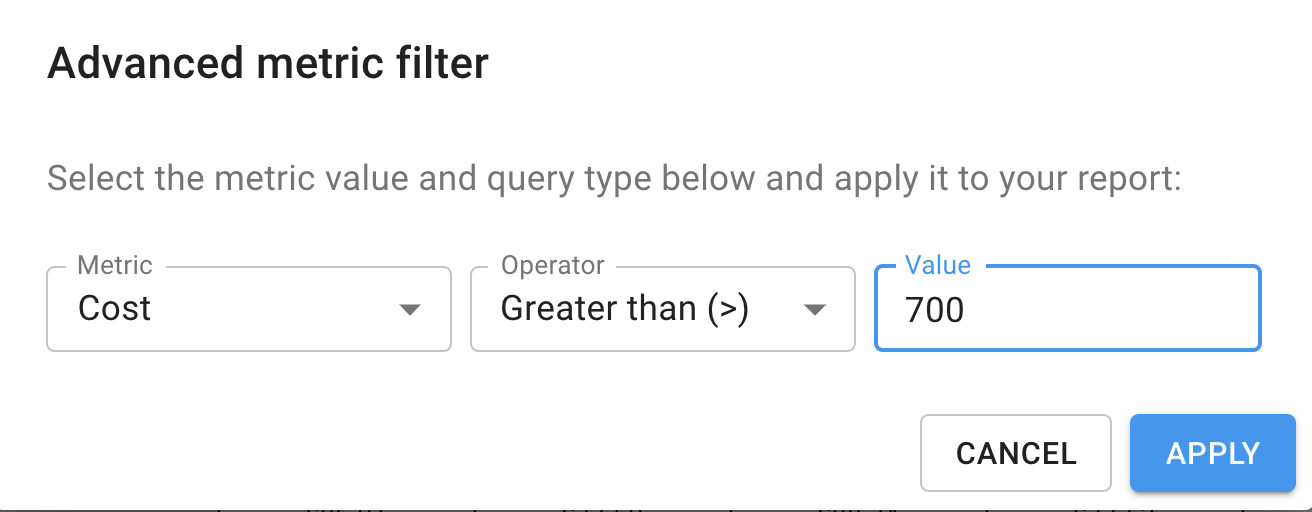 Advanced metric filter
Select the metric value and query type below and apply it to your report:
Metric Operator Value
Cost Greater than (>) 700
CANCEL APPLY